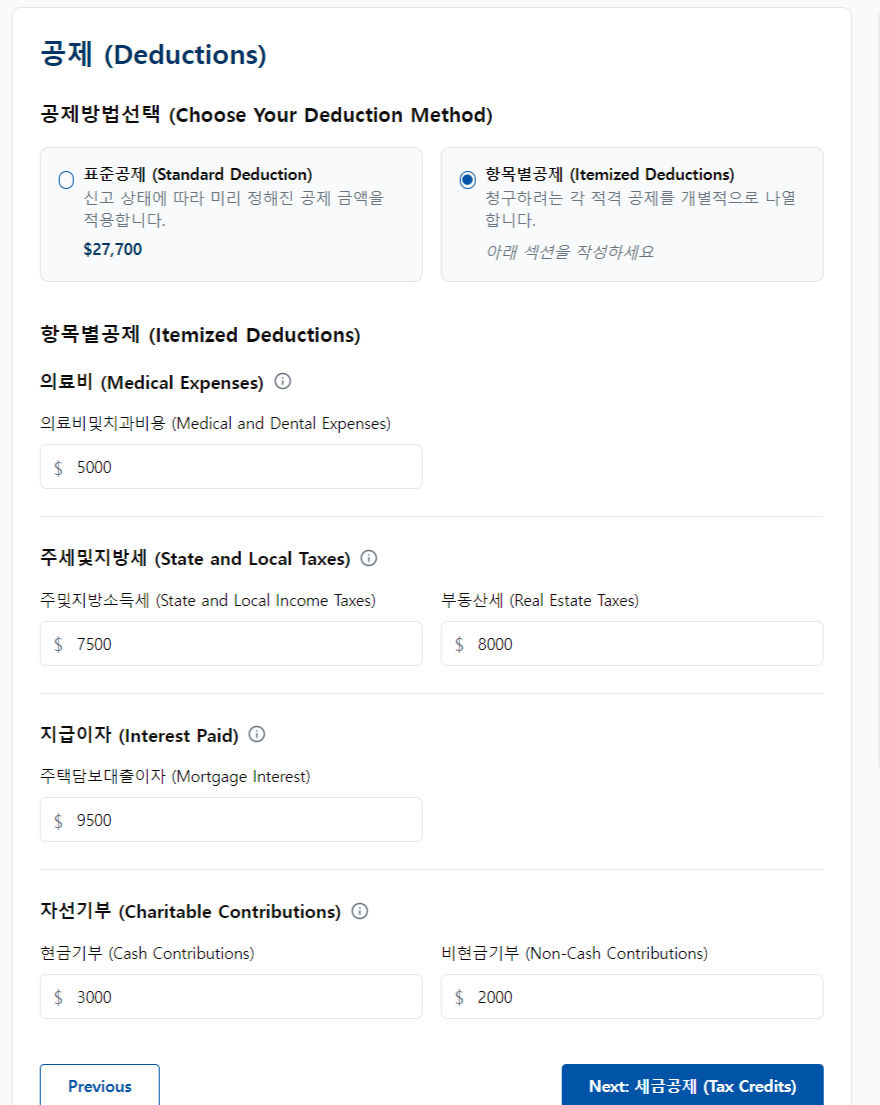 공제 (Deductions)
공제방법선택 (Choose Your Deduction Method)
표준공제 (Standard Deduction)
신고 상태에 따라 미리 정해진 공제 금액을
적용합니다.
$27,700
항목별공제 (Itemized Deductions)
청구하려는 각 적격 공제를 개별적으로 나열
합니다.
아래 섹션을 작성하세요
항목별공제 (Itemized Deductions)
의료비 (Medical Expenses)
의료비및치과비용 (Medical and Dental Expenses)
$ 5000
주세및지방세 (State and Local Taxes)
주및지방소득세 (State and Local Income Taxes)
부동산세 (Real Estate Taxes)
$ 7500
$ 8000
지급이자 (Interest Paid)
주택담보대출이자 (Mortgage Interest)
$ 9500
자선기부 (Charitable Contributions)
현금기부 (Cash Contributions)
비현금기부 (Non-Cash Contributions)
$ 3000
$ 2000
Previous
Next: 세금공제 (Tax Credits)